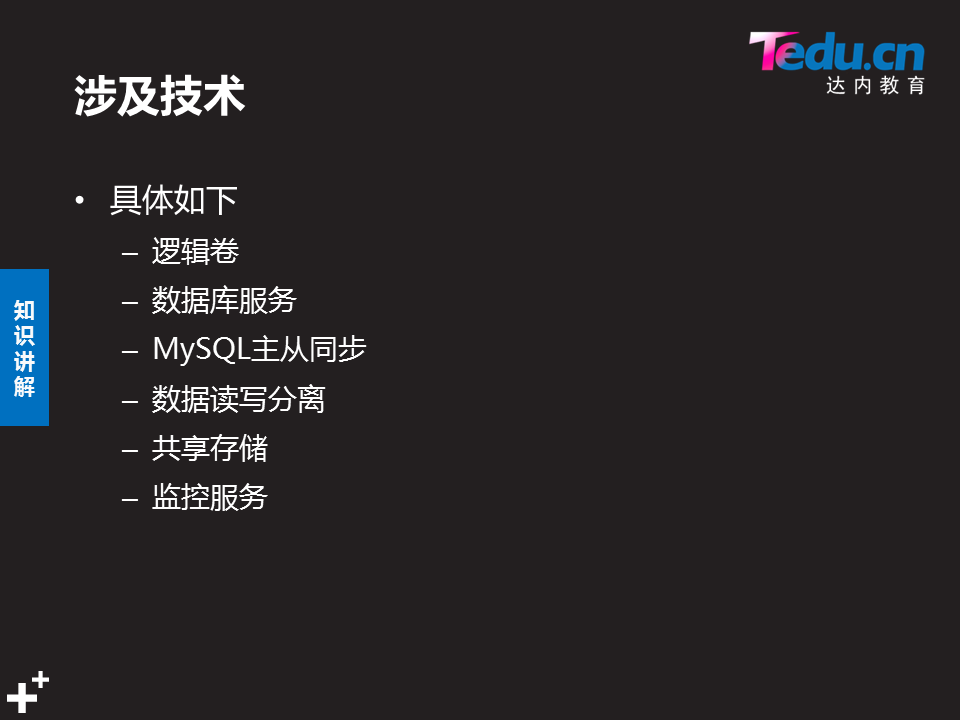 Tedu.cn
达内教育
涉及技术
• 具体如下
– 逻辑卷
– 数据库服务
– MySQL主从同步
– 数据读写分离
– 共享存储
– 监控服务
知识讲解